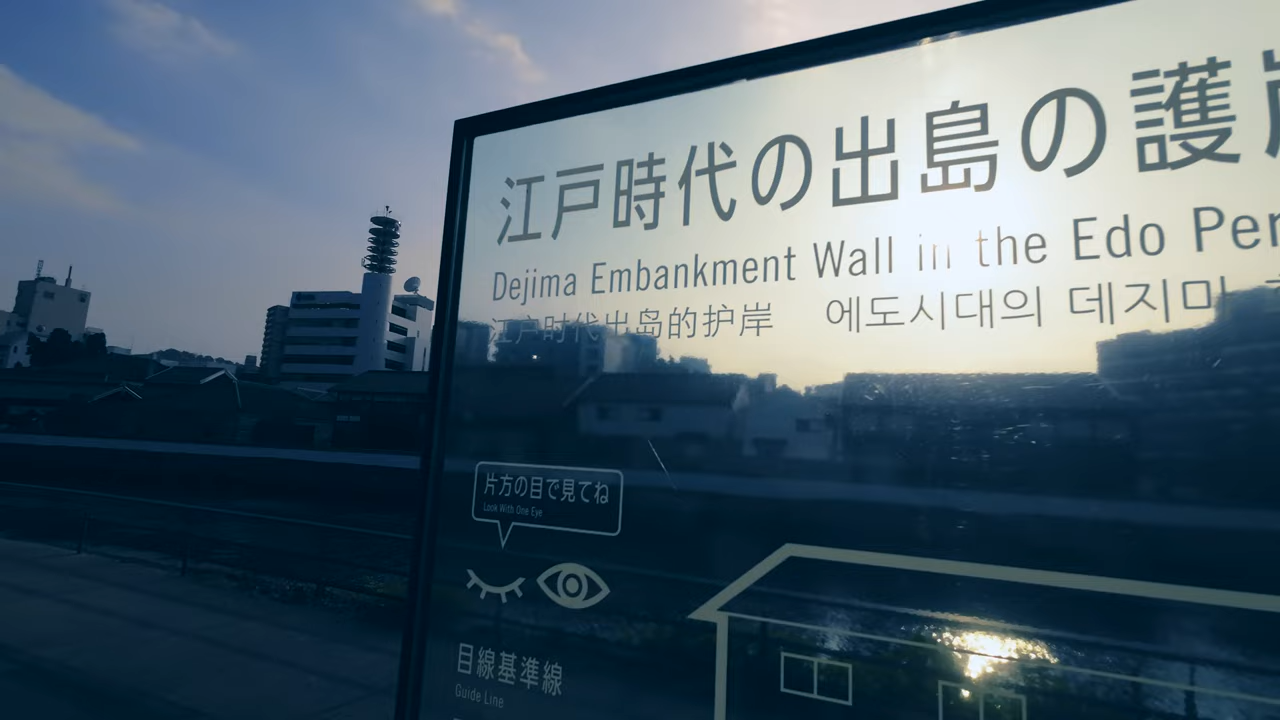 江戸時代の出島の護
Dejima Embankment Wall in the Edo
江户时代出岛的护岸 에도시대의 데지마
片方の目で見てね
Look With One Eye
目線基準線
Guide Line